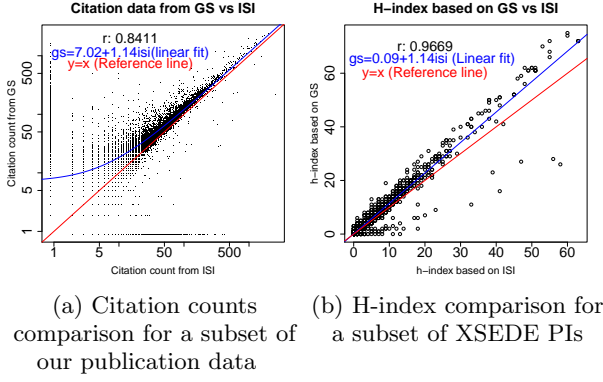 Citation data from GS vs ISI
r: 0.8411
gs=7.02+1.14isi(linear fit)
y=x (Reference line)
Citation count from GS
500
50
5
1
1
5
50
500
Citation count from ISI
H-index based on GS vs ISI
r: 0.9669
gs=0.09+1.14isi (Linear fit)
y=x (Reference line)
h-index based on GS
60
40
20
0
0
10
20
30
40
50
60
h-index based on ISI
(a) Citation counts
comparison for a subset of
our publication data
(b) H-index comparison for
a subset of XSEDE PIs